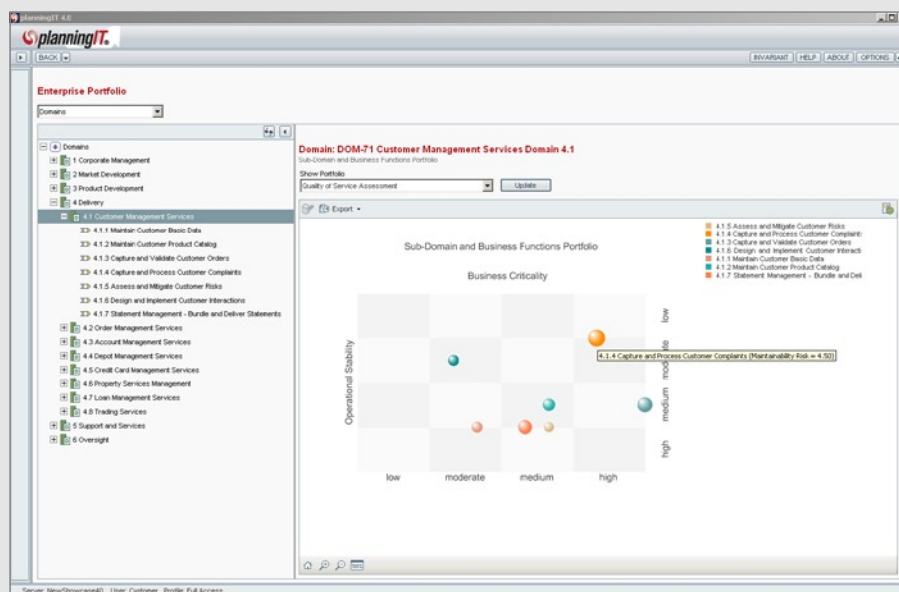 planningIT 4.0
planningIT.
BACK
INVARIANT HELP ABOUT OPTIONS
Enterprise Portfolio
Domains
Domains
1 Corporate Management
2 Market Development
3 Product Development
4 Delivery
4.1 Customer Management Services
4.1.1 Maintain Customer Basic Data
4.1.2 Maintain Customer Product Catalog
4.1.3 Capture and Validate Customer Orders
4.1.4 Capture and Process Customer Complaints
4.1.5 Assess and Mitigate Customer Risks
4.1.6 Design and Implement Customer Interactions
4.1.7 Statement Management - Bundle and Deliver Statements
4.2 Order Management Services
4.3 Account Management Services
4.4 Depot Management Services
4.5 Credit Card Management Services
4.6 Property Services Management
4.7 Loan Management Services
4.8 Trading Services
5 Support and Services
6 Oversight
Domain: DOM-71 Customer Management Services Domain 4.1
Sub-Domain and Business Functions Portfolio
Show Portfolio
Quality of Service Assessment Update
Export
4.1.5 Assess and Mitigate Customer Risks
4.1.4 Capture and Process Customer Complaint:
4.1.3 Capture and Validate Customer Orders
4.1.6 Design and Implement Customer Interacti
4.1.1 Maintain Customer Basic Data
4.1.2 Maintain Customer Product Catalog
4.1.7 Statement Management - Bundle and Deli
Sub-Domain and Business Functions Portfolio
Business Criticality
Operational Stability
low
4.1.4 Capture and Process Customer Complaints (Maintainability Risk = 4.50)
medium
high
low moderate medium high
Server: NewShowcase40 User: Customer Profile: Full Access